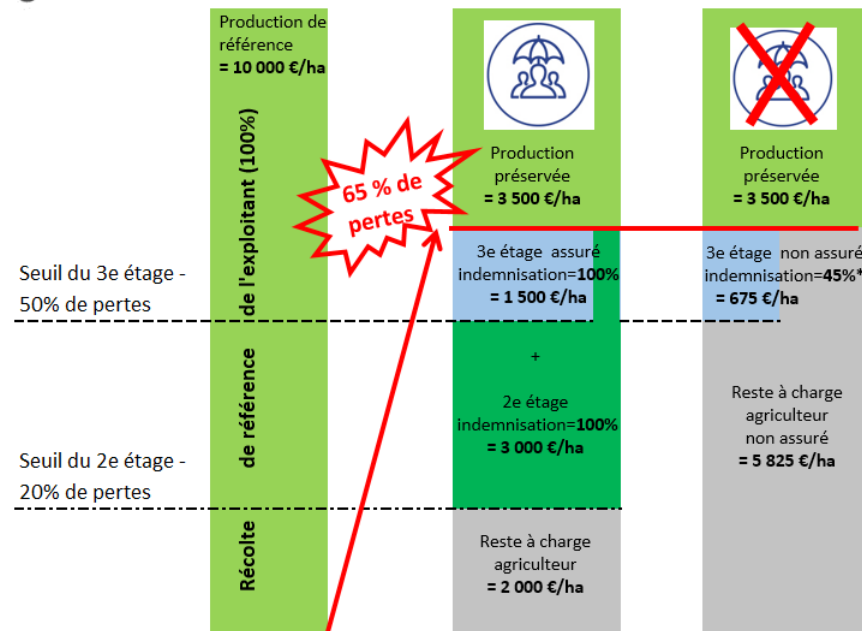 Production de
référence
= 10 000 €/ha
Récolte de référence de l'exploitant (100%)
65 % de
pertes
Production
préservée
= 3 500 €/ha
Production
préservée
= 3 500 €/ha
Seuil du 3e étage -
50% de pertes
3e étage assuré
indemnisation=100%
= 1 500 €/ha
3e étage non assuré
indemnisation=45%*
= 675 €/ha
+
2e étage
indemnisation=100%
= 3 000 €/ha
Reste à charge
agriculteur
non assuré
= 5 825 €/ha
Seuil du 2e étage -
20% de pertes
Reste à charge
agriculteur
= 2 000 €/ha